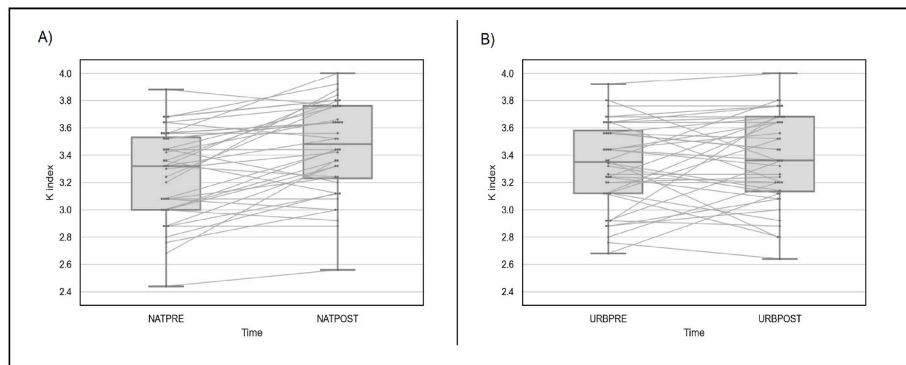 A)
4.0
3.8
3.6
3.4
3.2
3.0
2.8
2.6
2.4
K index
NATPRE
NATPOST
Time
B)
4.0
3.8
3.6
3.4
3.2
3.0
2.8
2.6
2.4
K index
URBPRE
URBPOST
Time